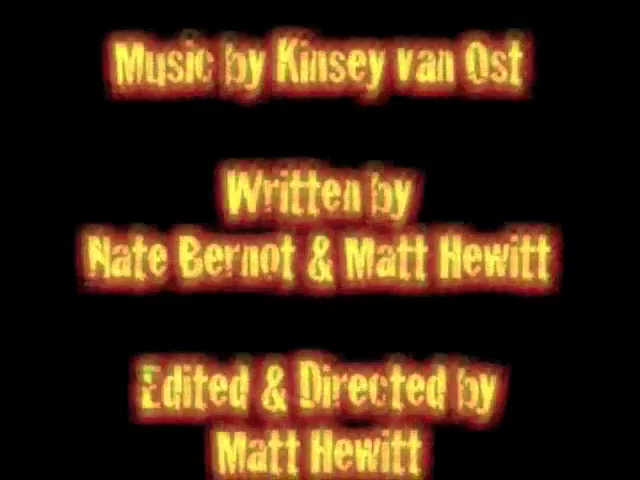 Music by Kinsey van Ost
Written by
Nate Bernot & Matt Hewitt
Edited & Directed by
Matt Hewitt